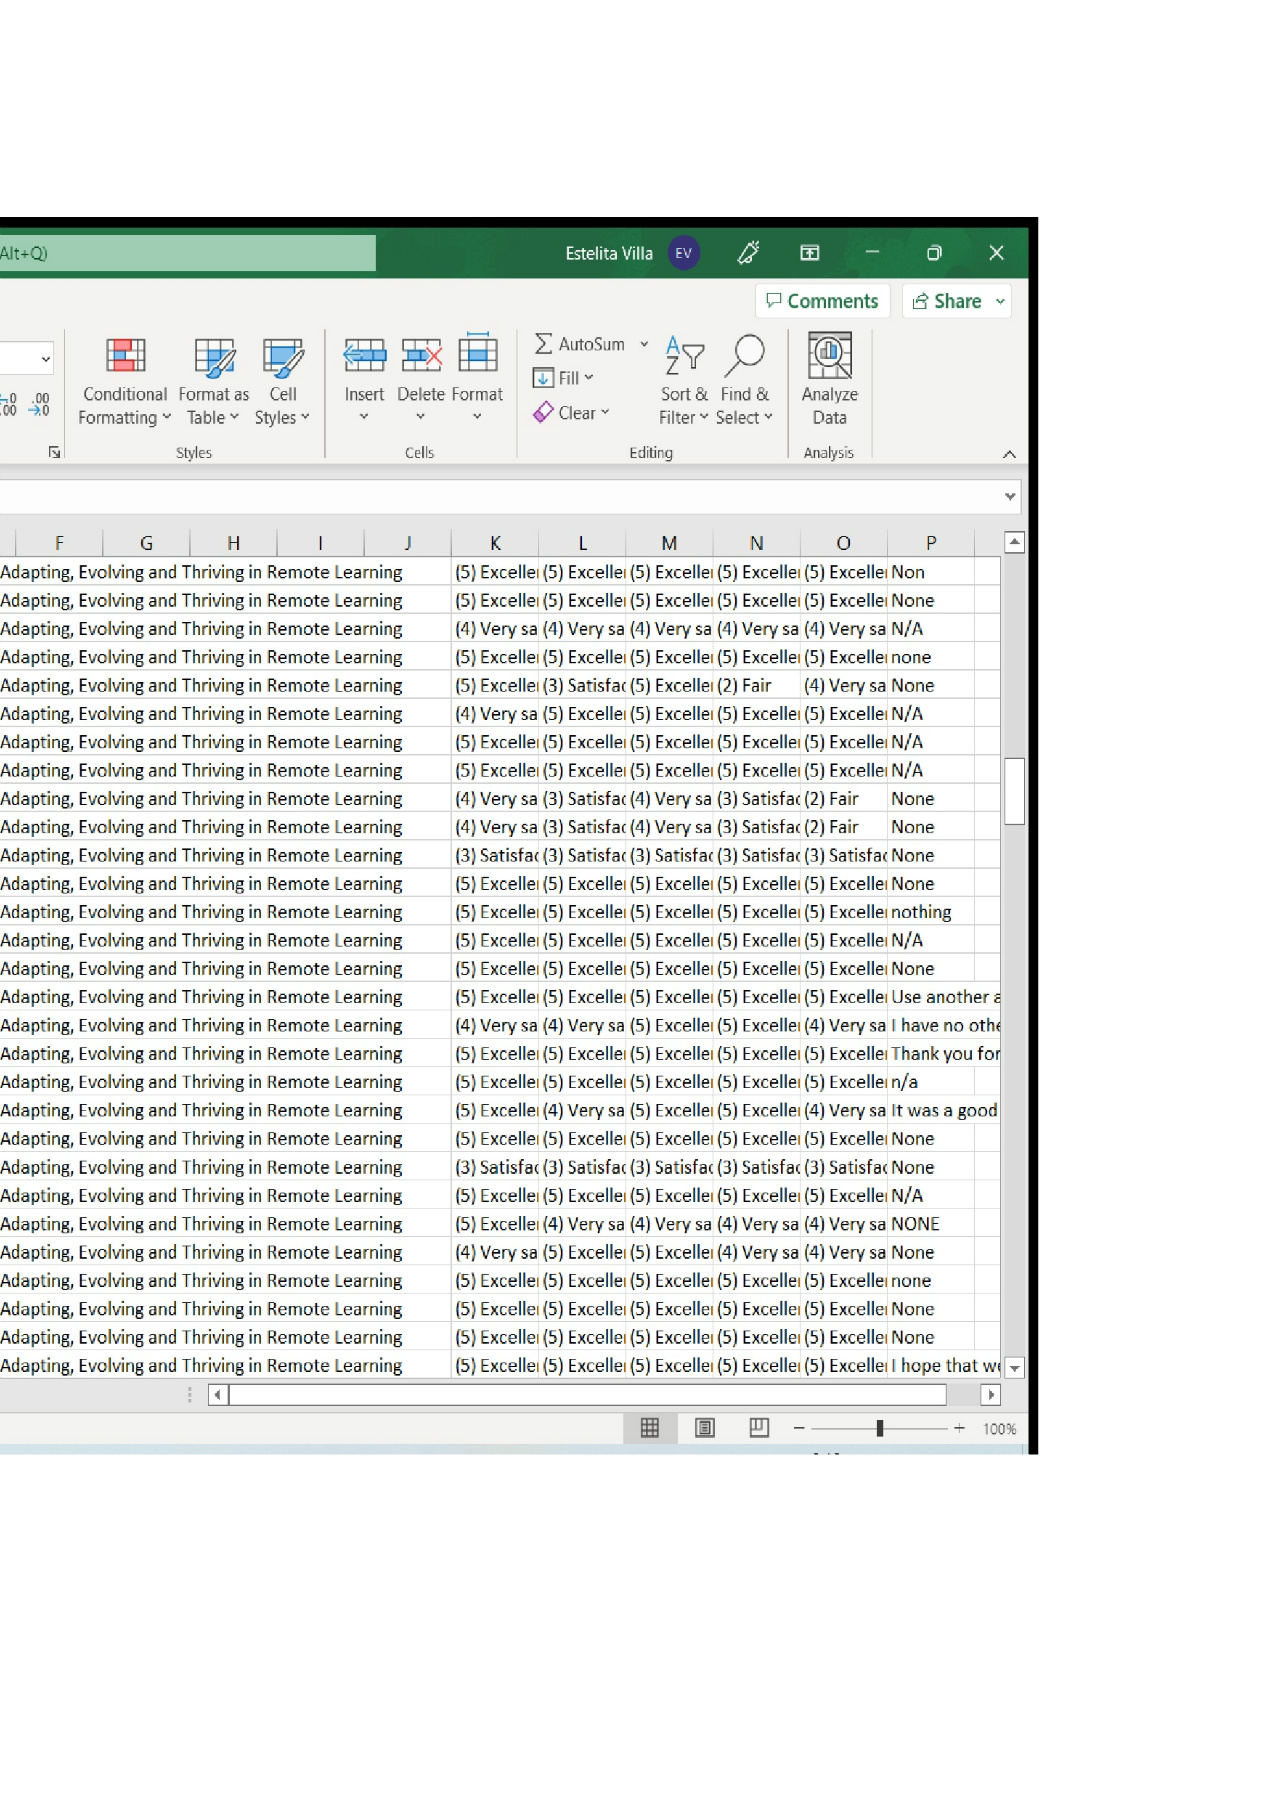 Alt+Q) Estelita Villa EV
Comments Share
AutoSum
Fill
Clear
Conditional Formatting
Format as Table
Cell Styles
Insert Delete Format
Sort & Filter
Find & Select
Analyze Data
Styles Cells Editing Analysis
F G H I J K L M N O P
Adapting, Evolving and Thriving in Remote Learning (5) Excelle (5) Excelle (5) Excelle (5) Excelle (5) Excelle Non
Adapting, Evolving and Thriving in Remote Learning (5) Excelle (5) Excelle (5) Excelle (5) Excelle (5) Excelle None
Adapting, Evolving and Thriving in Remote Learning (4) Very sa (4) Very sa (4) Very sa (4) Very sa (4) Very sa N/A
Adapting, Evolving and Thriving in Remote Learning (5) Excelle (5) Excelle (5) Excelle (5) Excelle (5) Excelle none
Adapting, Evolving and Thriving in Remote Learning (5) Excelle (3) Satisfac (5) Excelle (2) Fair (4) Very sa None
Adapting, Evolving and Thriving in Remote Learning (4) Very sa (5) Excelle (5) Excelle (5) Excelle (5) Excelle N/A
Adapting, Evolving and Thriving in Remote Learning (5) Excelle (5) Excelle (5) Excelle (5) Excelle (5) Excelle N/A
Adapting, Evolving and Thriving in Remote Learning (5) Excelle (5) Excelle (5) Excelle (5) Excelle (5) Excelle N/A
Adapting, Evolving and Thriving in Remote Learning (4) Very sa (3) Satisfac (4) Very sa (3) Satisfac (2) Fair None
Adapting, Evolving and Thriving in Remote Learning (4) Very sa (3) Satisfac (4) Very sa (3) Satisfac (2) Fair None
Adapting, Evolving and Thriving in Remote Learning (3) Satisfac (3) Satisfac (3) Satisfac (3) Satisfac (3) Satisfac None
Adapting, Evolving and Thriving in Remote Learning (5) Excelle (5) Excelle (5) Excelle (5) Excelle (5) Excelle None
Adapting, Evolving and Thriving in Remote Learning (5) Excelle (5) Excelle (5) Excelle (5) Excelle (5) Excelle nothing
Adapting, Evolving and Thriving in Remote Learning (5) Excelle (5) Excelle (5) Excelle (5) Excelle (5) Excelle N/A
Adapting, Evolving and Thriving in Remote Learning (5) Excelle (5) Excelle (5) Excelle (5) Excelle (5) Excelle None
Adapting, Evolving and Thriving in Remote Learning (5) Excelle (5) Excelle (5) Excelle (5) Excelle (5) Excelle Use another a
Adapting, Evolving and Thriving in Remote Learning (4) Very sa (4) Very sa (5) Excelle (5) Excelle (4) Very sa I have no othe
Adapting, Evolving and Thriving in Remote Learning (5) Excelle (5) Excelle (5) Excelle (5) Excelle (5) Excelle Thank you for
Adapting, Evolving and Thriving in Remote Learning (5) Excelle (5) Excelle (5) Excelle (5) Excelle (5) Excelle n/a
Adapting, Evolving and Thriving in Remote Learning (5) Excelle (4) Very sa (5) Excelle (5) Excelle (4) Very sa It was a good
Adapting, Evolving and Thriving in Remote Learning (5) Excelle (5) Excelle (5) Excelle (5) Excelle (5) Excelle None
Adapting, Evolving and Thriving in Remote Learning (3) Satisfac (3) Satisfac (3) Satisfac (3) Satisfac (3) Satisfac None
Adapting, Evolving and Thriving in Remote Learning (5) Excelle (5) Excelle (5) Excelle (5) Excelle (5) Excelle N/A
Adapting, Evolving and Thriving in Remote Learning (5) Excelle (4) Very sa (4) Very sa (4) Very sa (4) Very sa NONE
Adapting, Evolving and Thriving in Remote Learning (4) Very sa (5) Excelle (5) Excelle (4) Very sa (4) Very sa None
Adapting, Evolving and Thriving in Remote Learning (5) Excelle (5) Excelle (5) Excelle (5) Excelle (5) Excelle none
Adapting, Evolving and Thriving in Remote Learning (5) Excelle (5) Excelle (5) Excelle (5) Excelle (5) Excelle None
Adapting, Evolving and Thriving in Remote Learning (5) Excelle (5) Excelle (5) Excelle (5) Excelle (5) Excelle None
Adapting, Evolving and Thriving in Remote Learning (5) Excelle (5) Excelle (5) Excelle (5) Excelle (5) Excelle I hope that we
100%